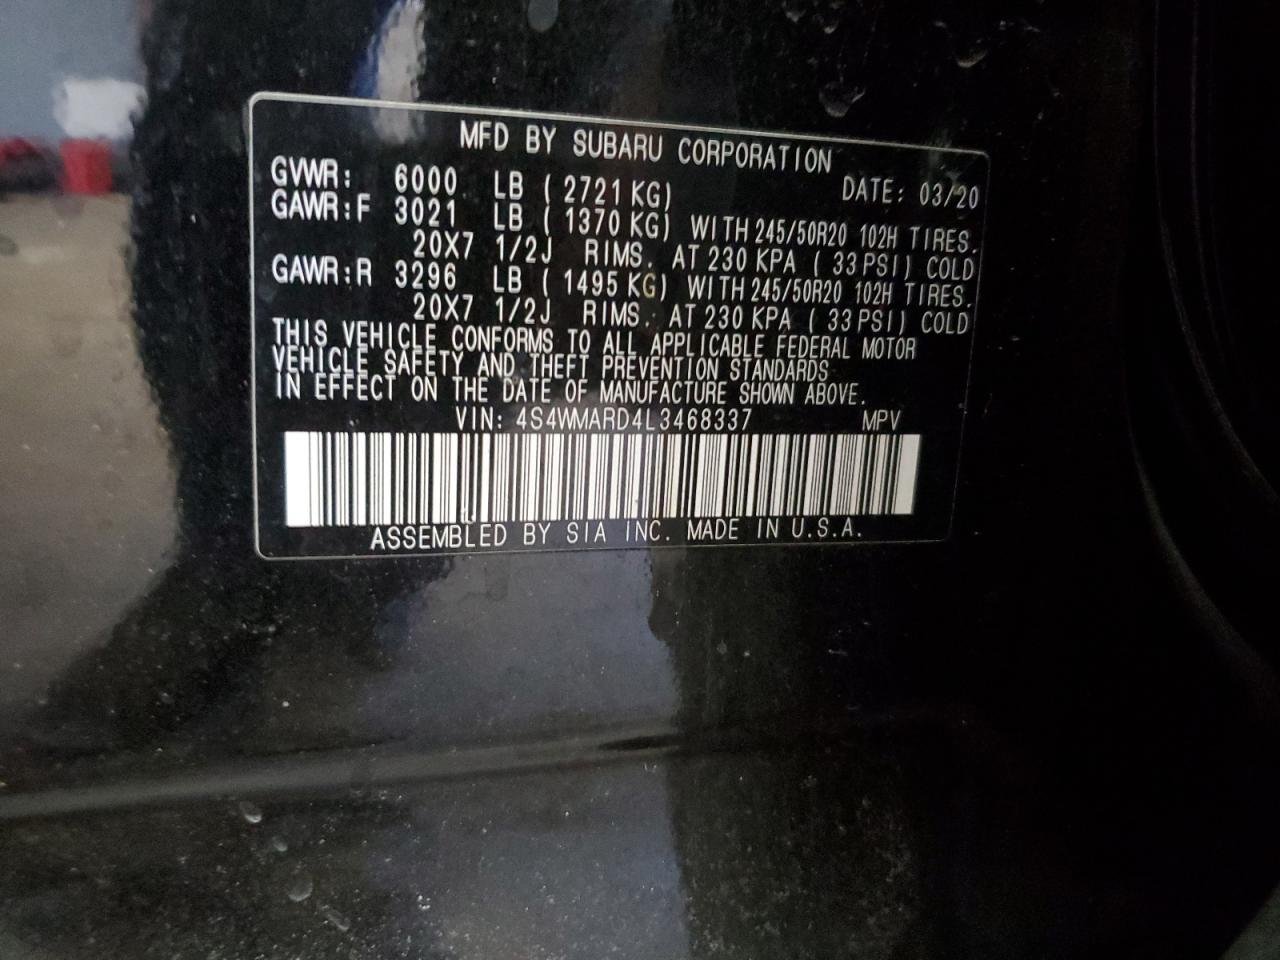 MFD BY SUBARU CORPORATION
GVWR: 6000 LB ( 2721 KG) DATE: 03/20
GAWR:F 3021 LB ( 1370 KG) WITH 245/50R20 102H TIRES.
20X7 1/2J RIMS. AT 230 KPA ( 33 PSI) COLD
GAWR:R 3296 LB ( 1495 KG) WITH 245/50R20 102H TIRES.
20X7 1/2J RIMS. AT 230 KPA ( 33 PSI) COLD
THIS VEHICLE CONFORMS TO ALL APPLICABLE FEDERAL MOTOR
VEHICLE SAFETY AND THEFT PREVENTION STANDARDS
IN EFFECT ON THE DATE OF MANUFACTURE SHOWN ABOVE.
VIN: 4S4WMARD4L3468337 MPV
ASSEMBLED BY SIA INC. MADE IN U.S.A.